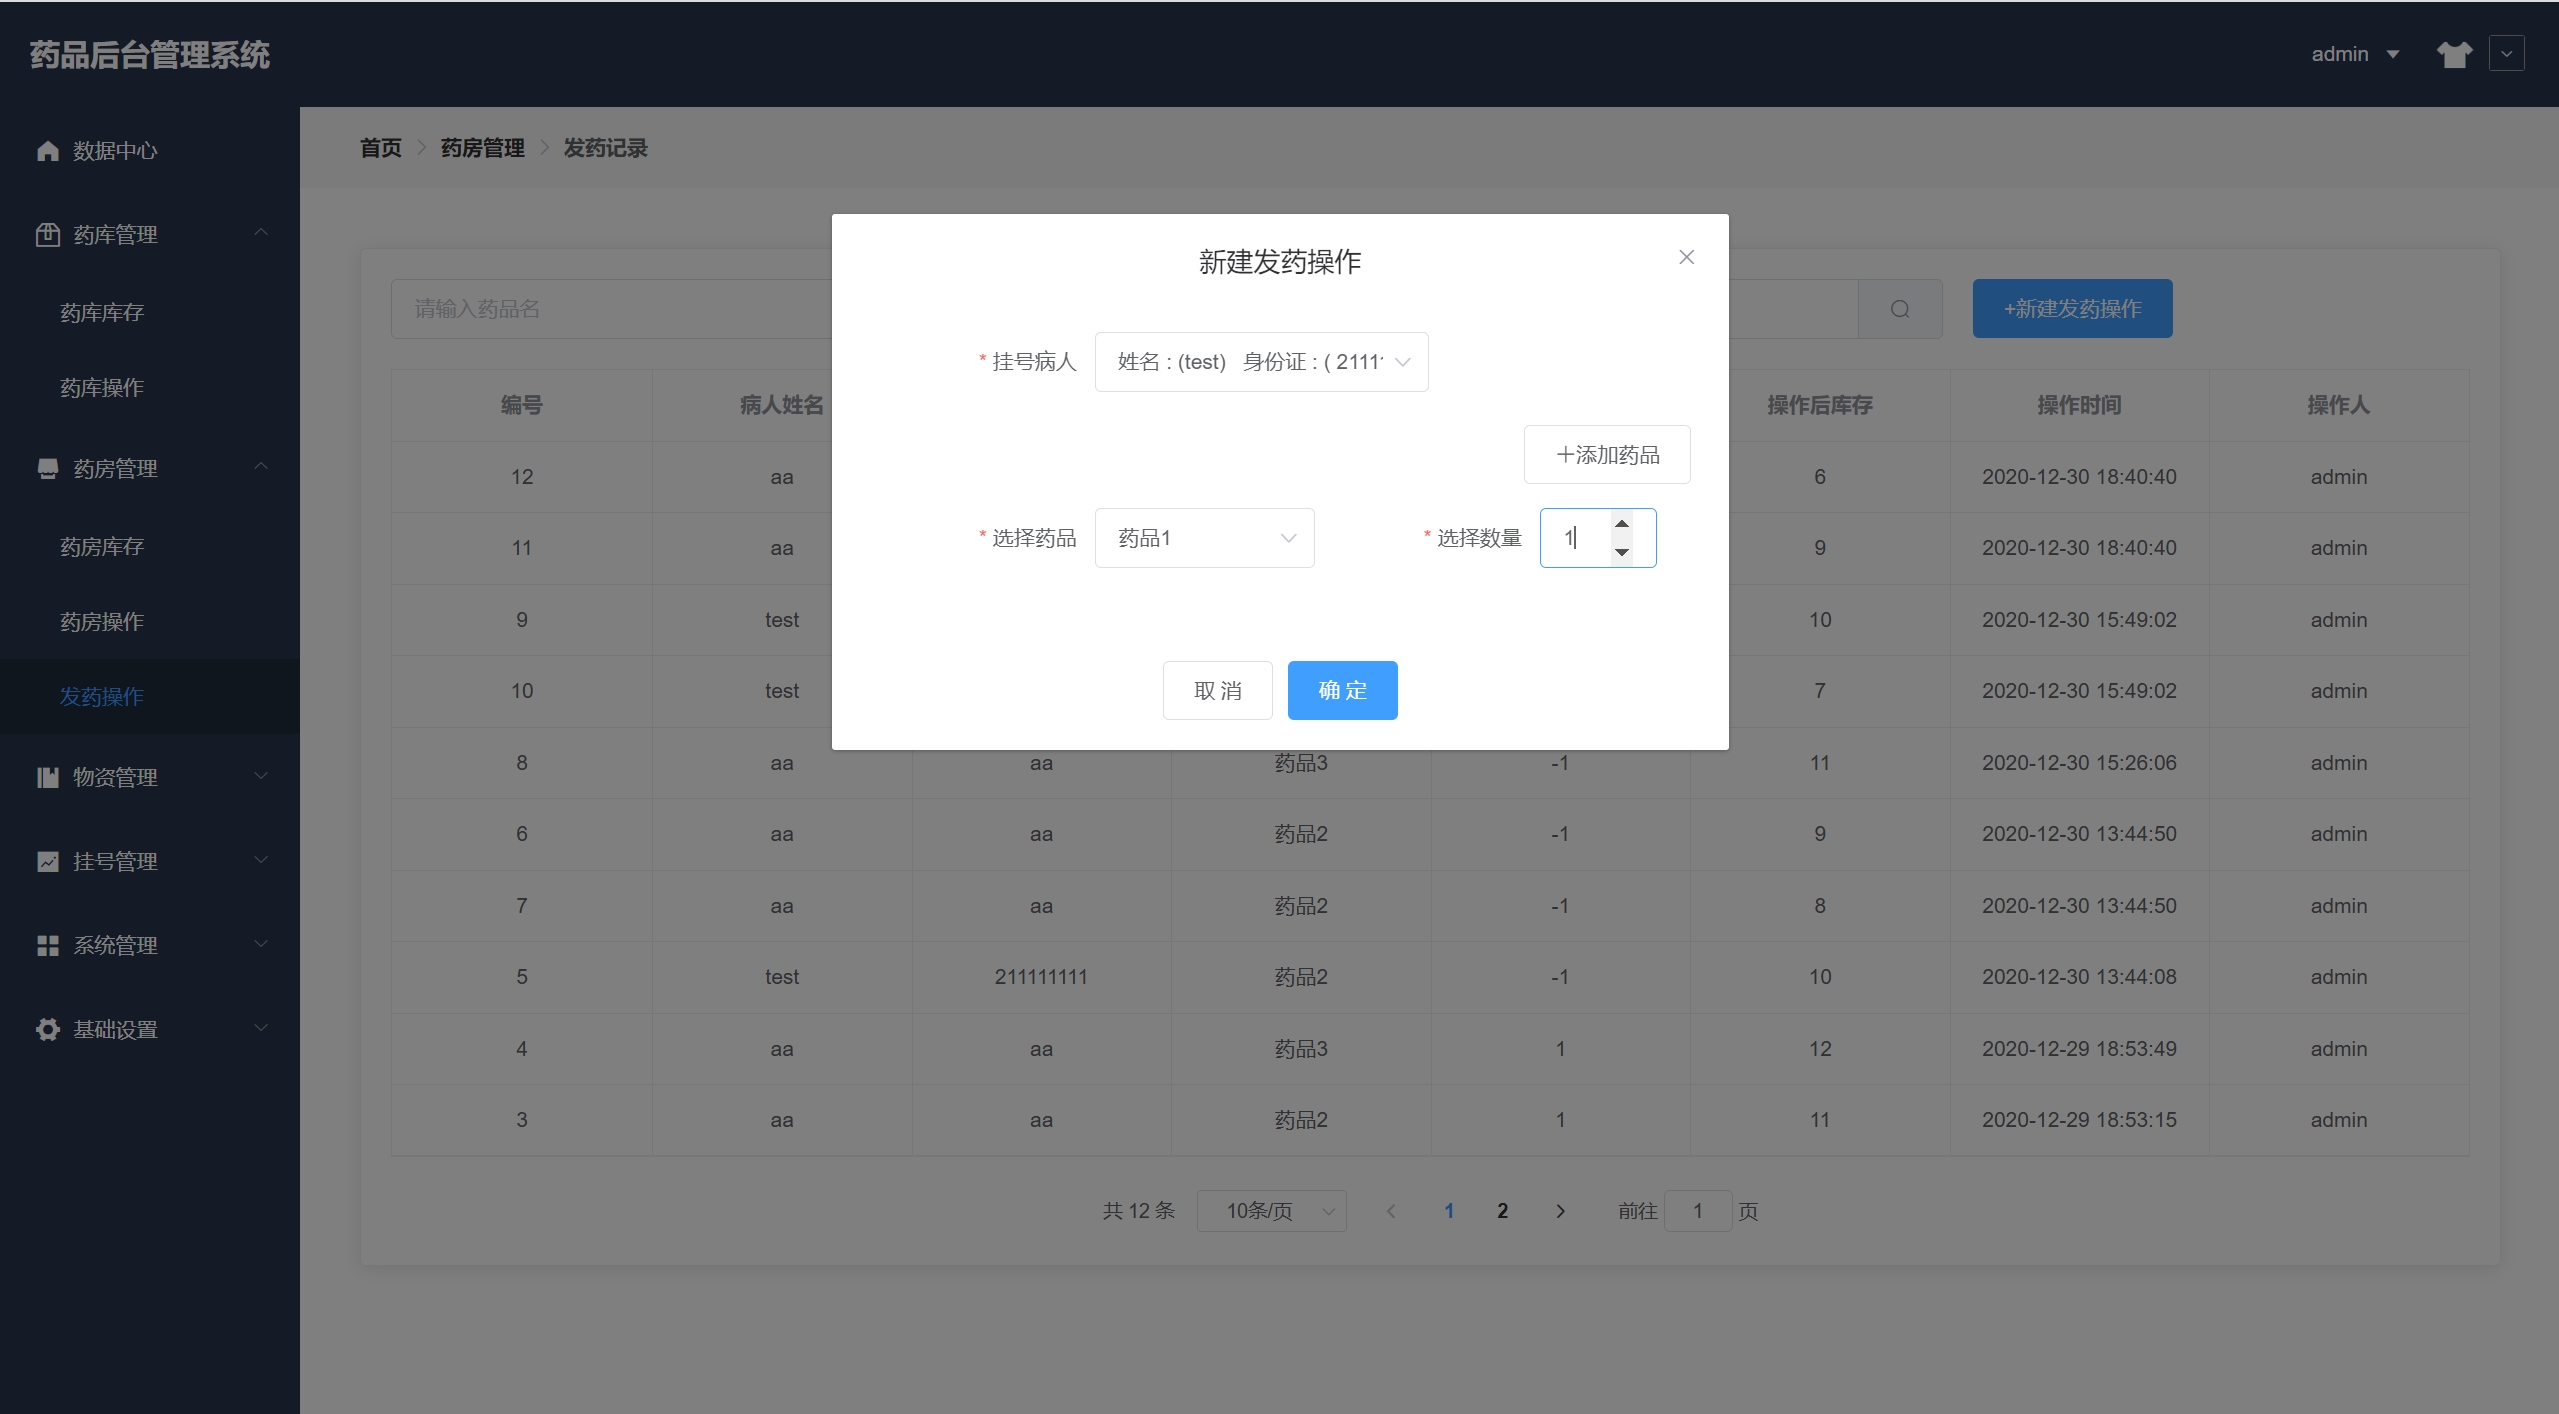 药品后台管理系统
admin
数据中心
药库管理
药库库存
药库操作
药房管理
药房库存
药房操作
发药操作
物资管理
挂号管理
系统管理
基础设置
首页 药房管理 发药记录
请输入药品名
+新建发药操作
新建发药操作
* 挂号病人 姓名 : (test) 身份证 : ( 2111
+添加药品
* 选择药品 药品1 * 选择数量 1
取 消 确 定
编号 病人姓名 操作后库存 操作时间 操作人
12 aa 6 2020-12-30 18:40:40 admin
11 aa 9 2020-12-30 18:40:40 admin
9 test 10 2020-12-30 15:49:02 admin
10 test 7 2020-12-30 15:49:02 admin
8 aa aa 药品3 -1 11 2020-12-30 15:26:06 admin
6 aa aa 药品2 -1 9 2020-12-30 13:44:50 admin
7 aa aa 药品2 -1 8 2020-12-30 13:44:50 admin
5 test 211111111 药品2 -1 10 2020-12-30 13:44:08 admin
4 aa aa 药品3 1 12 2020-12-29 18:53:49 admin
3 aa aa 药品2 1 11 2020-12-29 18:53:15 admin
共 12 条 10条/页 1 2 前往 1 页